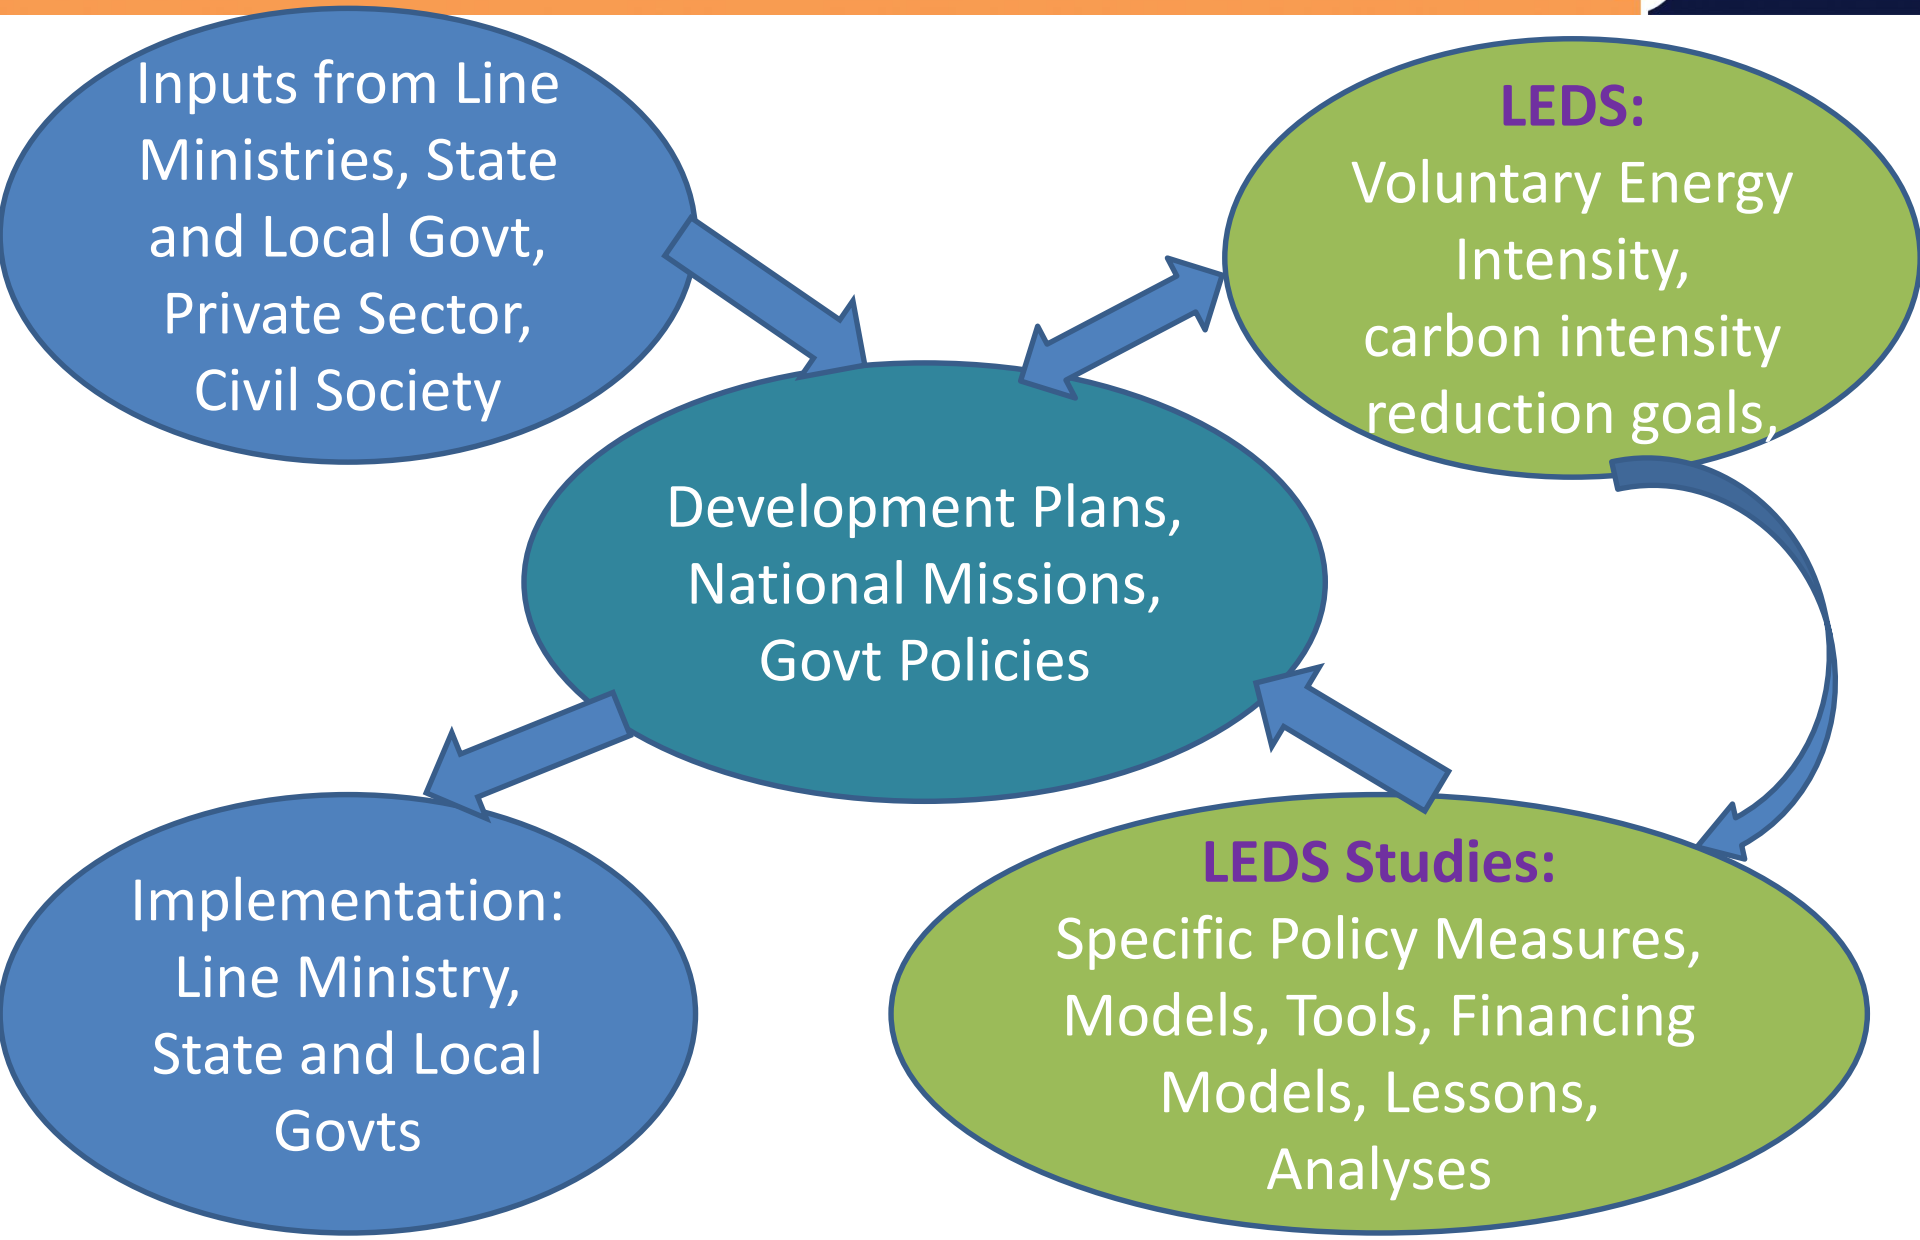 Inputs from Line
Ministries, State
and Local Govt,
Private Sector,
Civil Society
LEDS:
Voluntary Energy
Intensity,
carbon intensity
reduction goals,
Development Plans,
National Missions,
Govt Policies
Implementation:
Line Ministry,
State and Local
Govts
LEDS Studies:
Specific Policy Measures,
Models, Tools, Financing
Models, Lessons,
Analyses